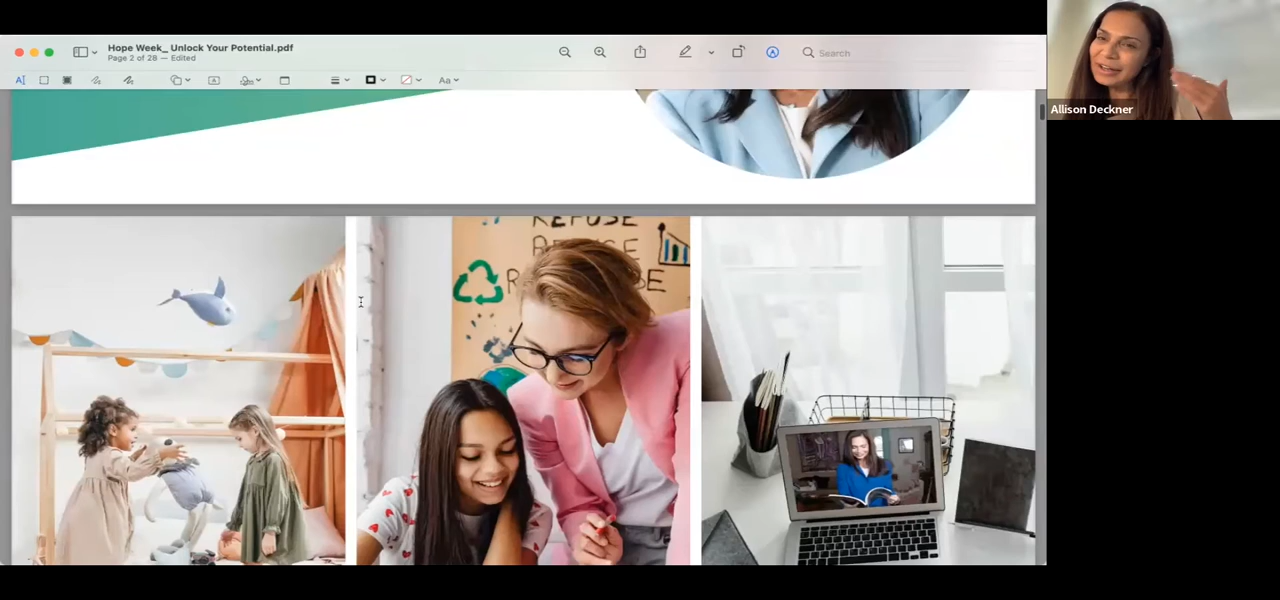 Hope Week_ Unlock Your Potential.pdf
Page 2 of 28 — Edited
Search
Aa
Allison Deckner
REFUSE